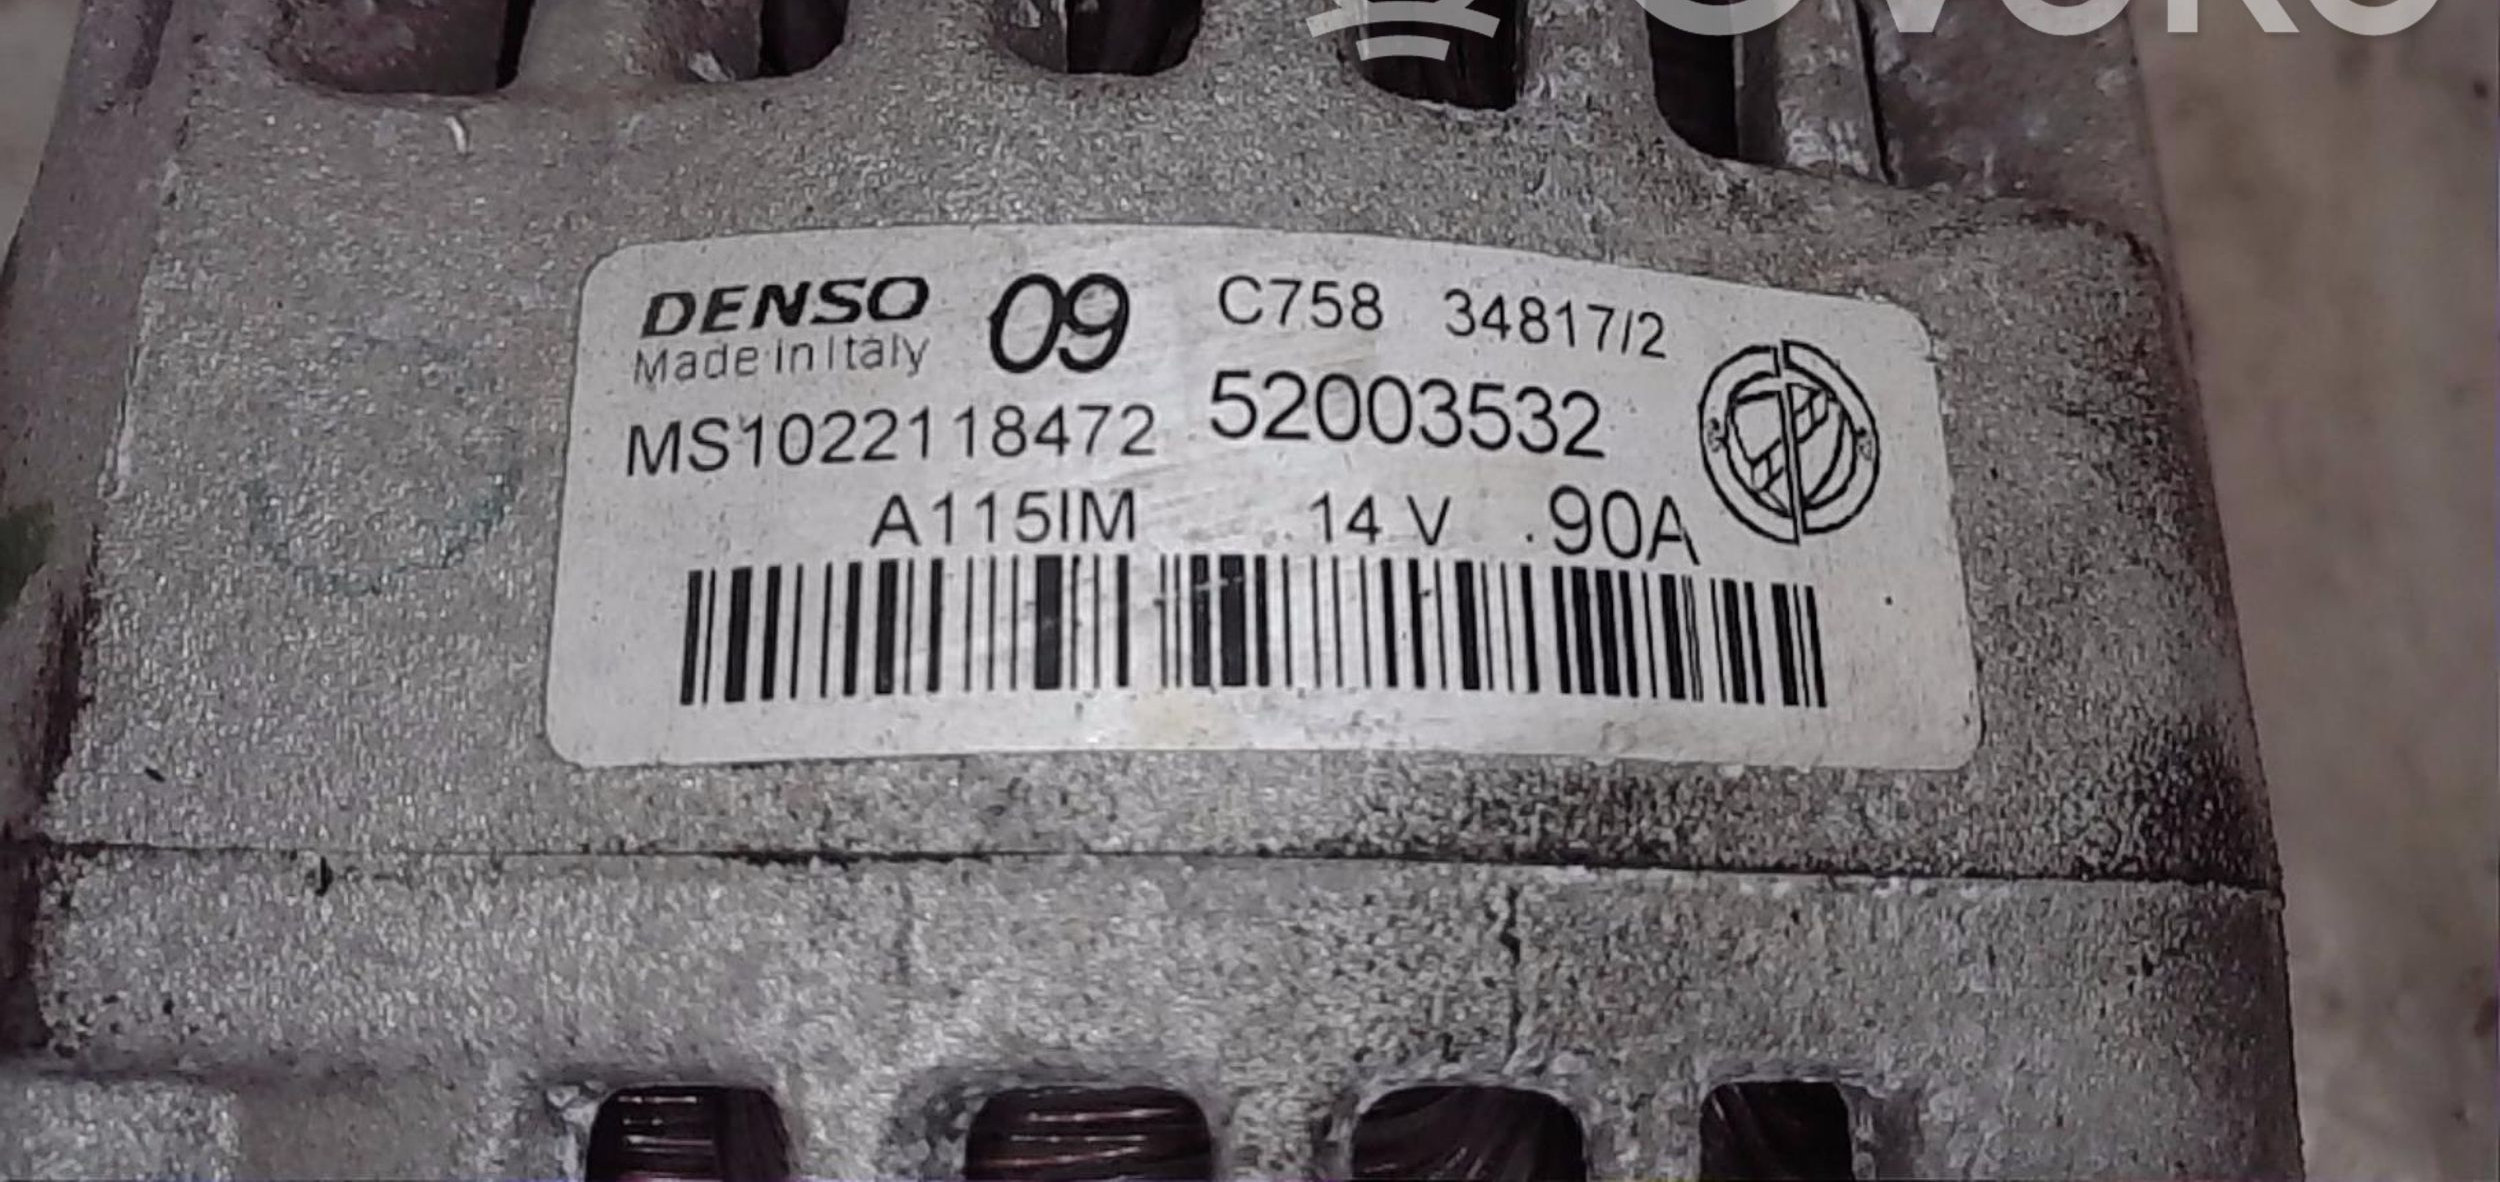 DENSO 09 C758 34817/2
Made in Italy
MS1022118472 52003532
A115IM 14 V 90A